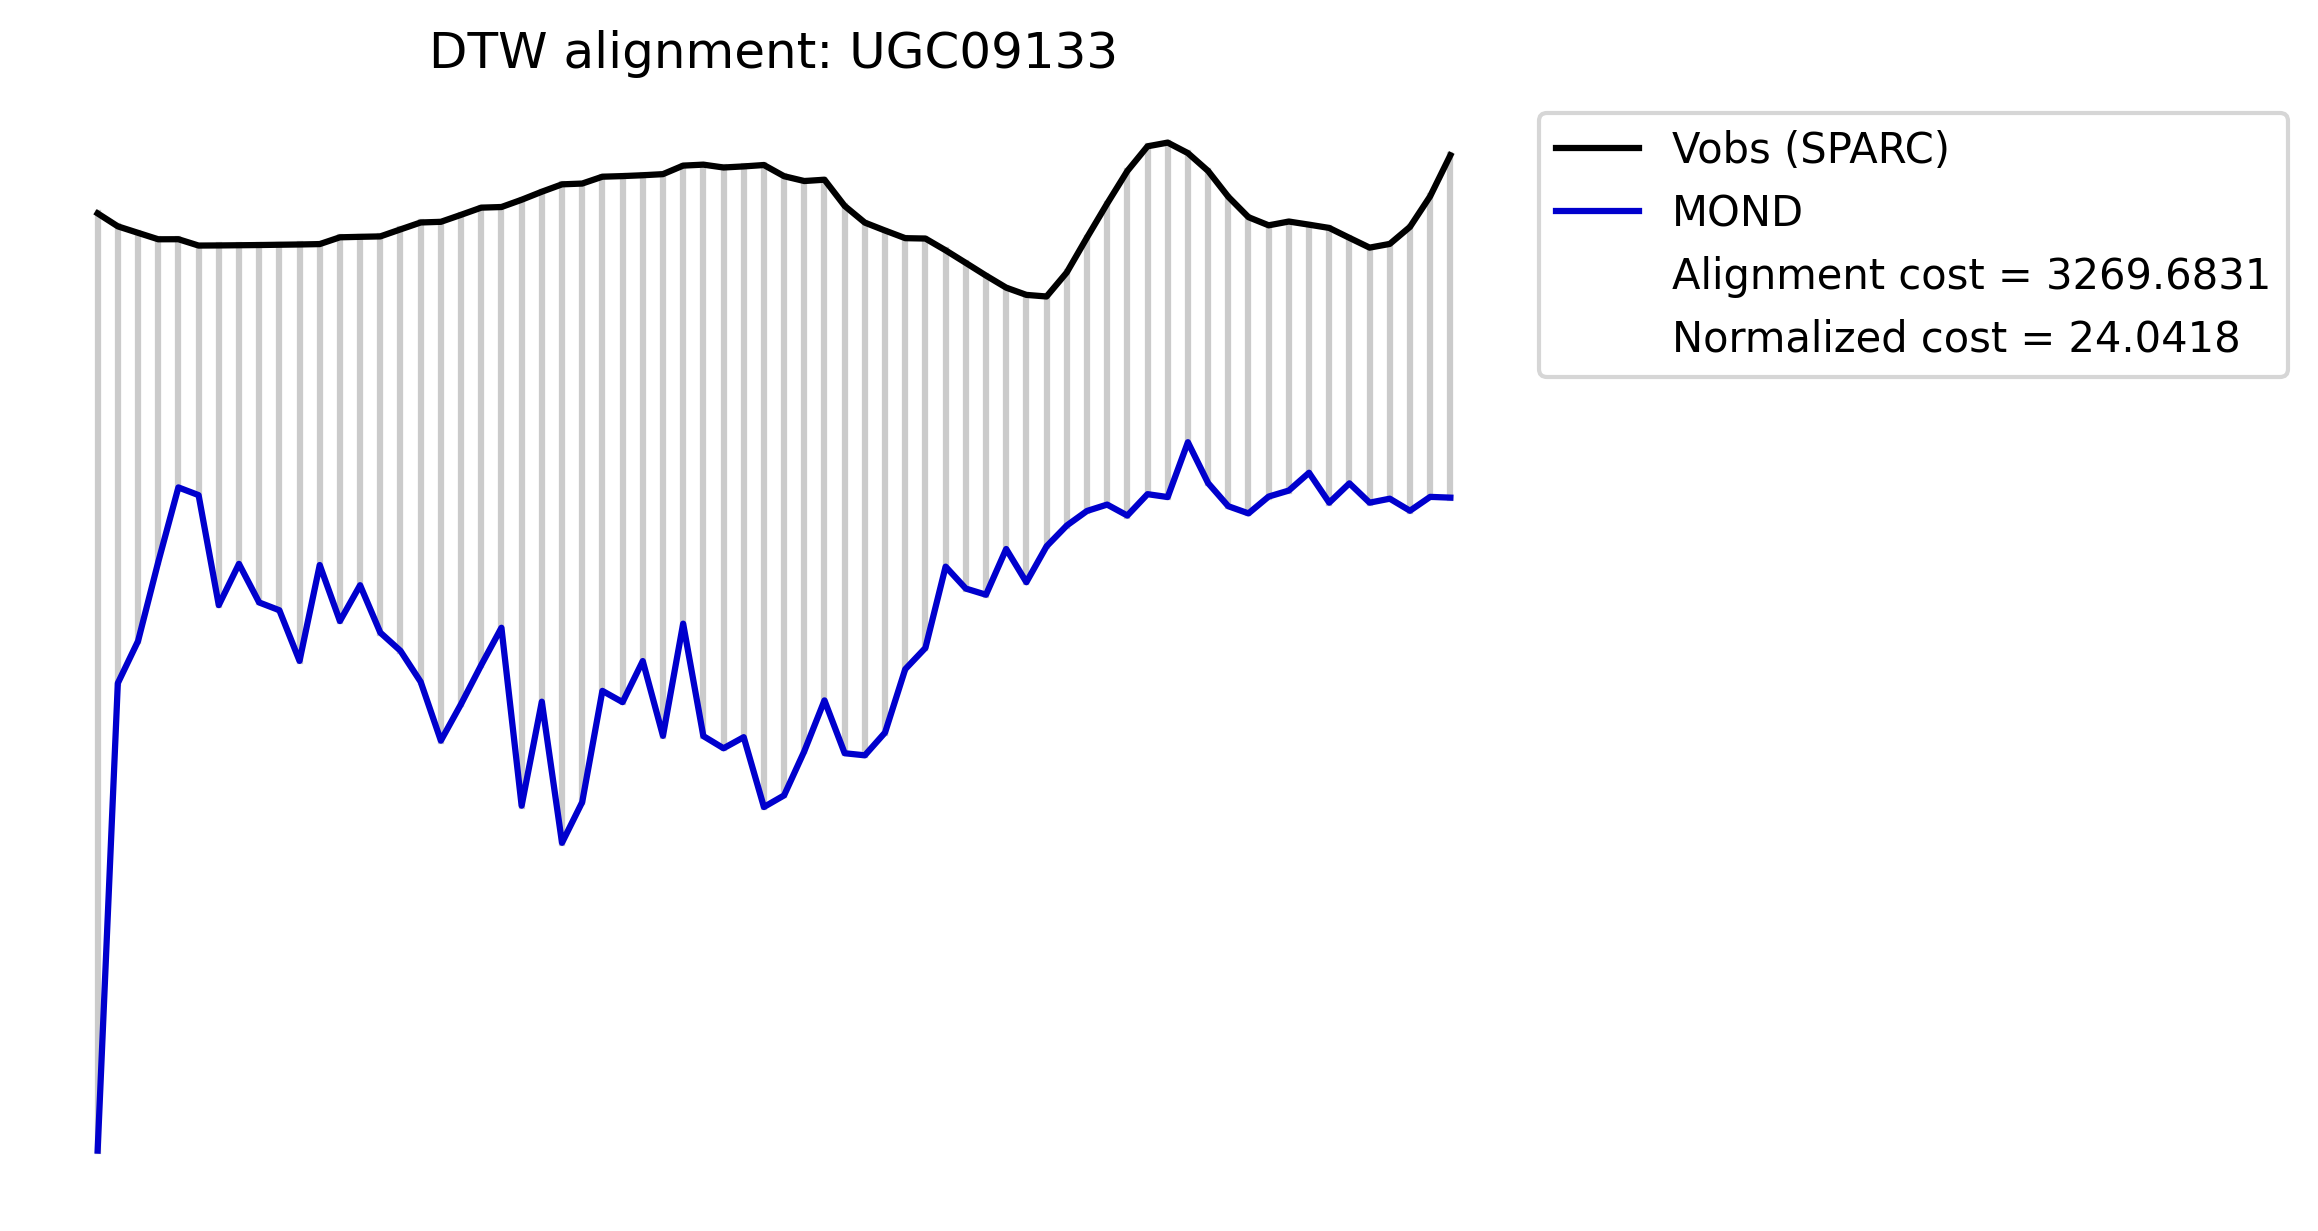 DTW alignment: UGC09133
Vobs (SPARC)
MOND
Alignment cost = 3269.6831
Normalized cost = 24.0418